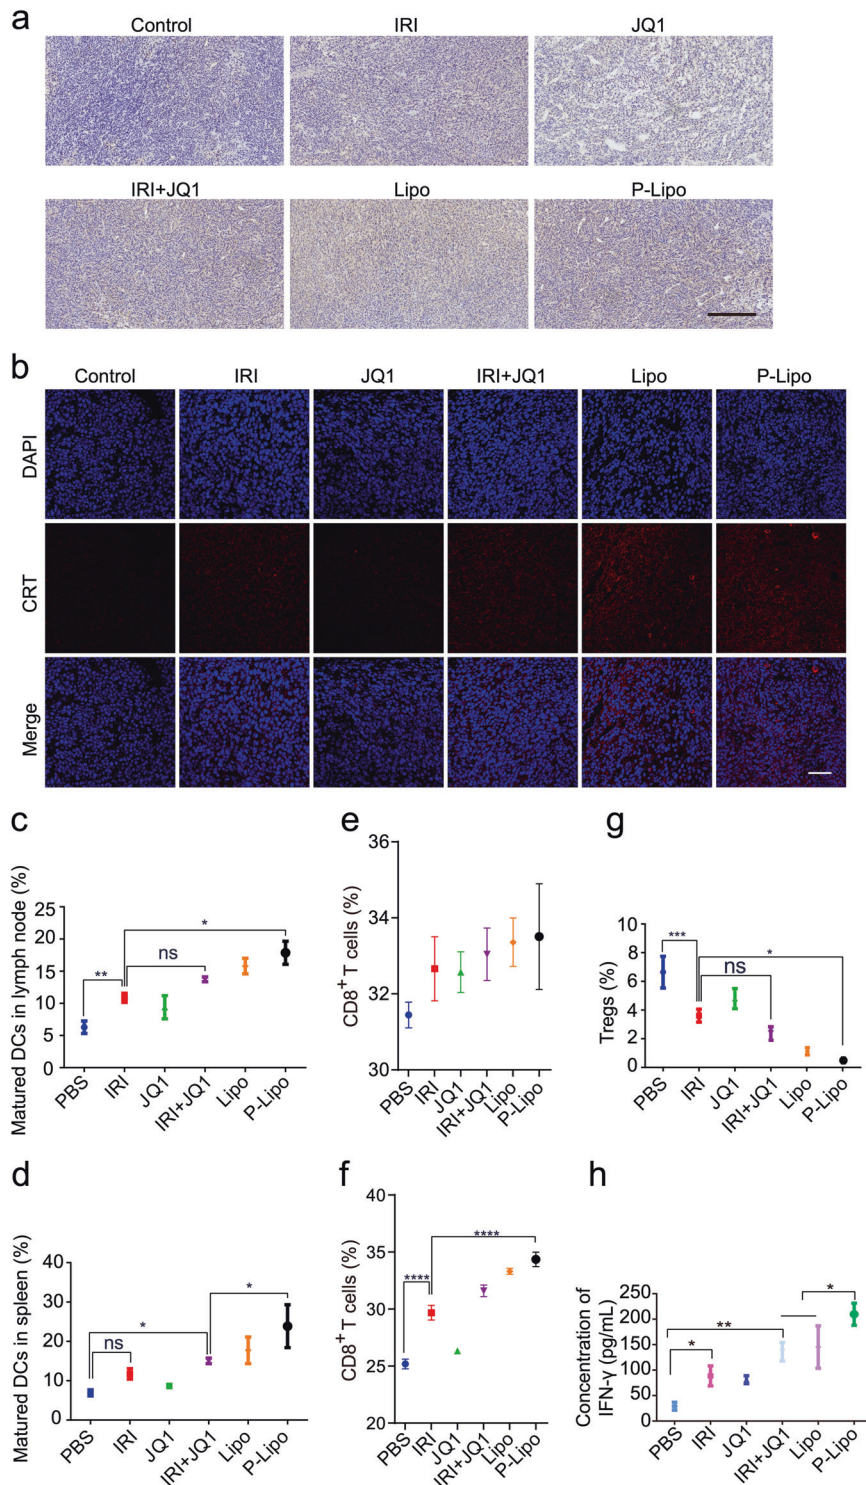 a
Control IRI JQ1
IRI+JQ1 Lipo P-Lipo
b
Control IRI JQ1 IRI+JQ1 Lipo P-Lipo
DAPI
CRT
Merge
c
Matured DCs in lymph node (%)
25
20
15
10
5
0
**
ns
*
PBS IRI JQ1 IRI+JQ1 Lipo P-Lipo
e
CD8+ T cells (%)
36
34
32
30
PBS IRI JQ1 IRI+JQ1 Lipo P-Lipo
g
Tregs (%)
10
8
6
4
2
0
***
ns
*
PBS IRI JQ1 IRI+JQ1 Lipo P-Lipo
d
Matured DCs in spleen (%)
40
30
20
10
0
ns
*
*
PBS IRI JQ1 IRI+JQ1 Lipo P-Lipo
f
CD8+ T cells (%)
40
35
30
25
20
****
****
PBS IRI JQ1 IRI+JQ1 Lipo P-Lipo
h
Concentration of
IFN-γ (pg/mL)
250
200
150
100
50
0
*
**
*
PBS IRI JQ1 IRI+JQ1 Lipo P-Lipo